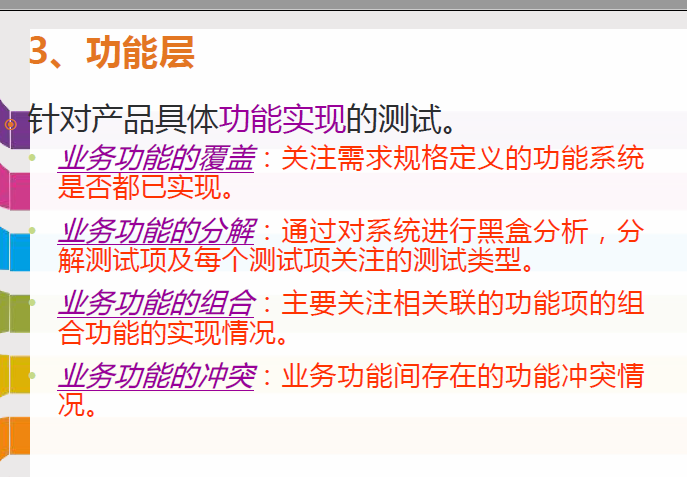 3、功能层
针对产品具体功能实现的测试。
业务功能的覆盖：关注需求规格定义的功能系统
是否都已实现。
业务功能的分解：通过对系统进行黑盒分析，分
解测试项及每个测试项关注的测试类型。
业务功能的组合：主要关注相关联的功能项的组
合功能的实现情况。
业务功能的冲突：业务功能间存在的功能冲突情
况。